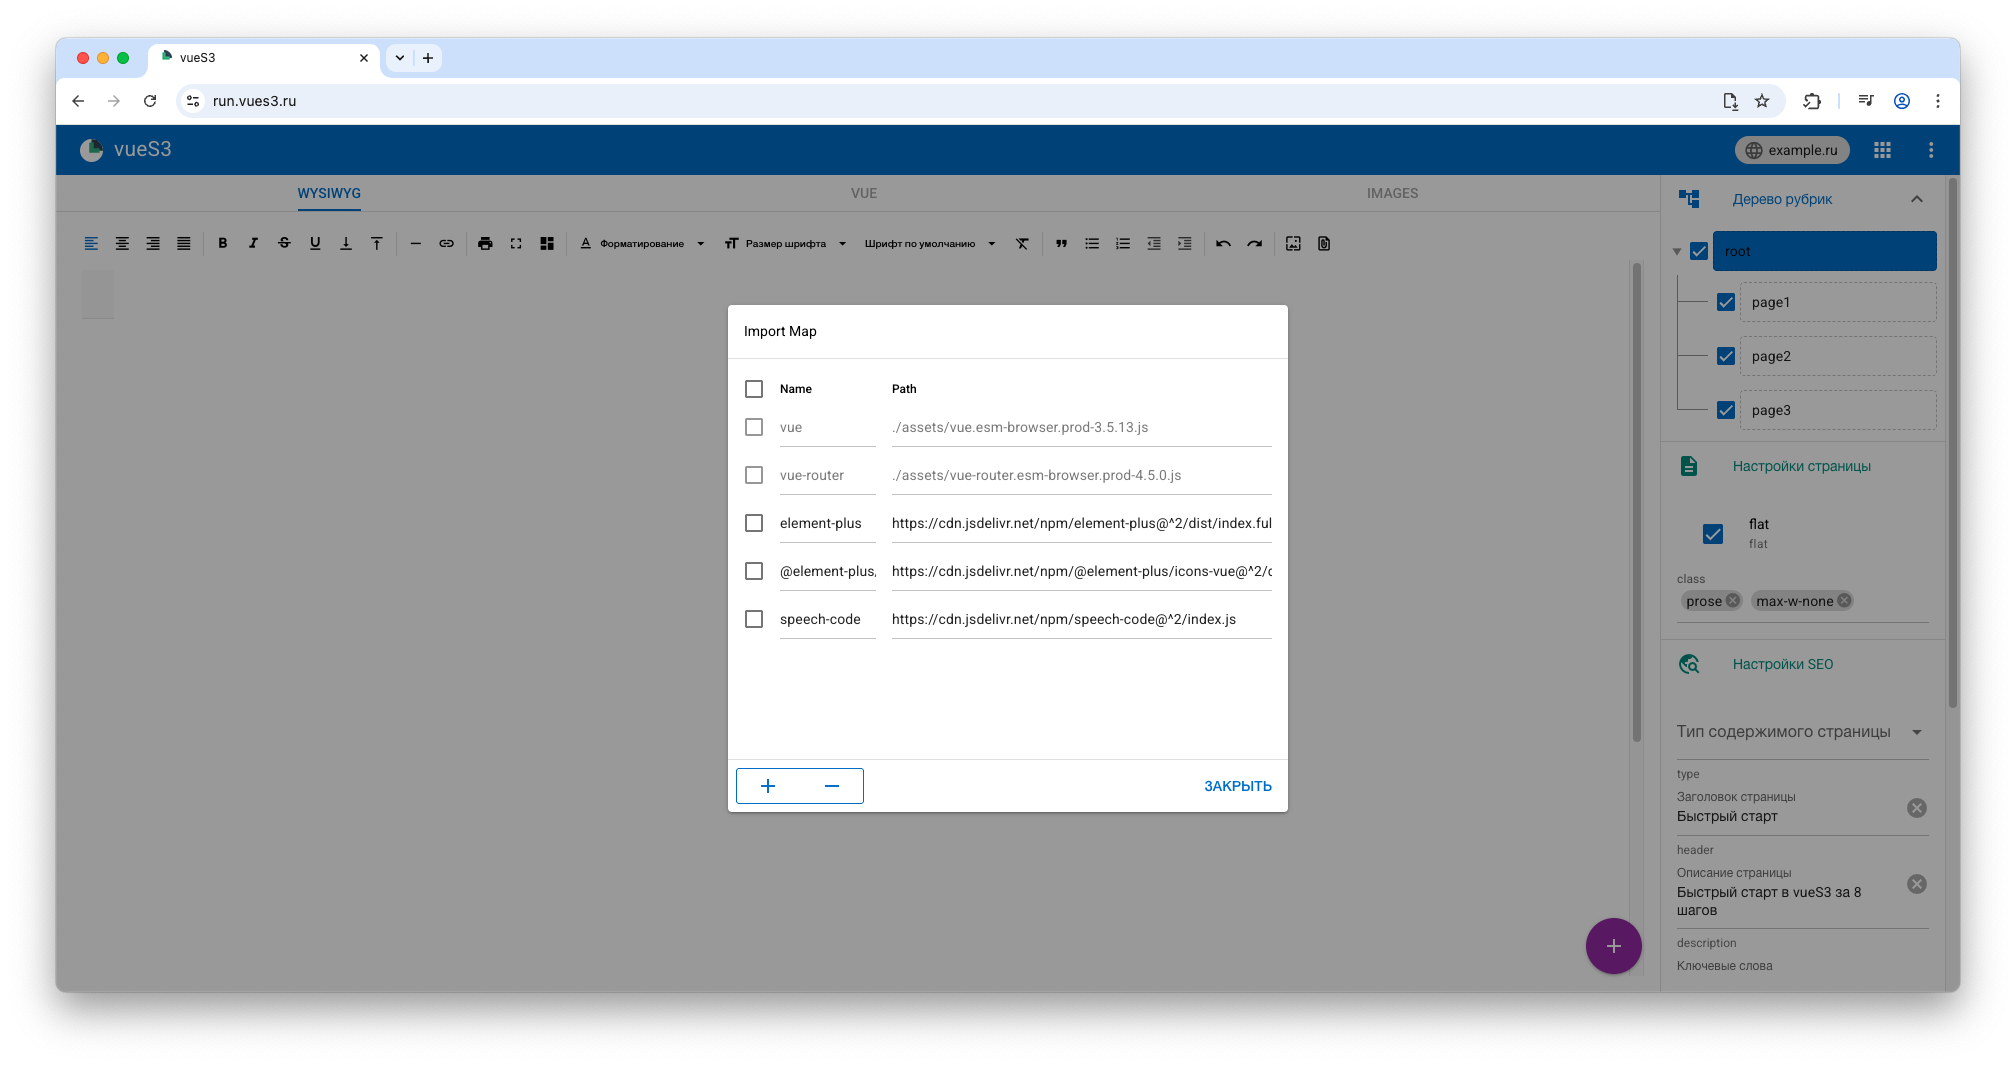 vueS3
run.vues3.ru
vueS3
example.ru
WYSIWYG
VUE
IMAGES
Форматирование
Размер шрифта
Шрифт по умолчанию
Import Map
Name Path
vue ./assets/vue.esm-browser.prod-3.5.13.js
vue-router ./assets/vue-router.esm-browser.prod-4.5.0.js
element-plus https://cdn.jsdelivr.net/npm/element-plus@^2/dist/index.ful
@element-plus, https://cdn.jsdelivr.net/npm/@element-plus/icons-vue@^2/c
speech-code https://cdn.jsdelivr.net/npm/speech-code@^2/index.js
ЗАКРЫТЬ
Дерево рубрик
root
page1
page2
page3
Настройки страницы
flat
flat
class
prose max-w-none
Настройки SEO
Тип содержимого страницы
type
Заголовок страницы
Быстрый старт
header
Описание страницы
Быстрый старт в vueS3 за 8
шагов
description
Ключевые слова